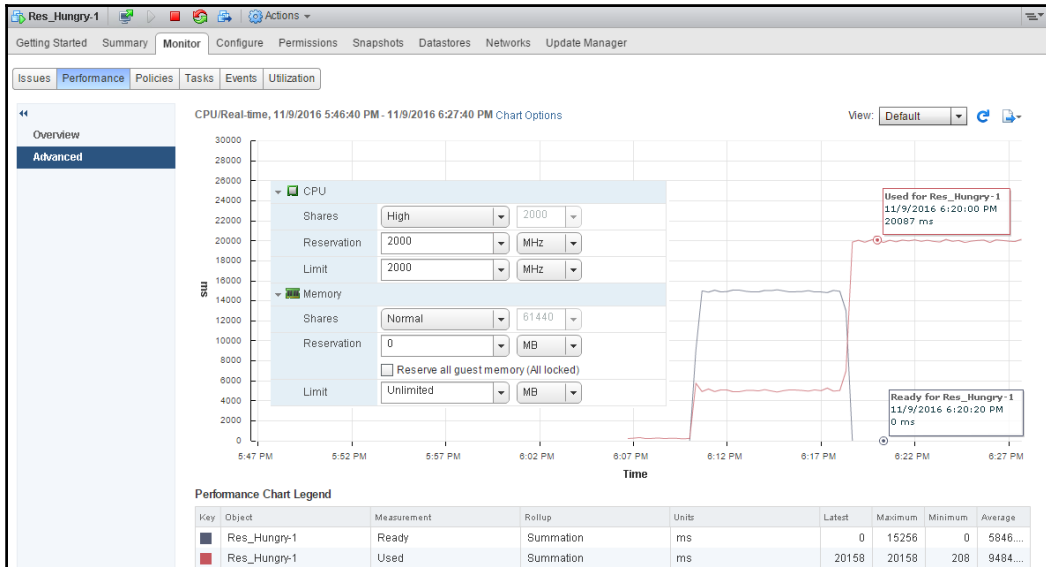 Res_Hungry-1 Actions
Getting Started Summary Monitor Configure Permissions Snapshots Datastores Networks Update Manager
Issues Performance Policies Tasks Events Utilization
Overview
Advanced
CPU/Real-time, 11/9/2016 5:46:40 PM - 11/9/2016 6:27:40 PM Chart Options
View: Default
30000
28000
26000
24000
22000
20000
18000
16000
14000
12000
10000
8000
6000
4000
2000
0
ms
CPU
Shares High 2000
Reservation 2000 MHz
Limit 2000 MHz
Memory
Shares Normal 61440
Reservation 0 MB
Reserve all guest memory (All locked)
Limit Unlimited MB
Used for Res_Hungry-1
11/9/2016 6:20:00 PM
20087 ms
Ready for Res_Hungry-1
11/9/2016 6:20:20 PM
0 ms
5:47 PM 5:52 PM 5:57 PM 6:02 PM 6:07 PM 6:12 PM 6:17 PM 6:22 PM 6:27 PM
Time
Performance Chart Legend
Key Object Measurement Rollup Units Latest Maximum Minimum Average
Res_Hungry-1 Ready Summation ms 0 15256 0 5846....
Res_Hungry-1 Used Summation ms 20158 20158 208 9484....